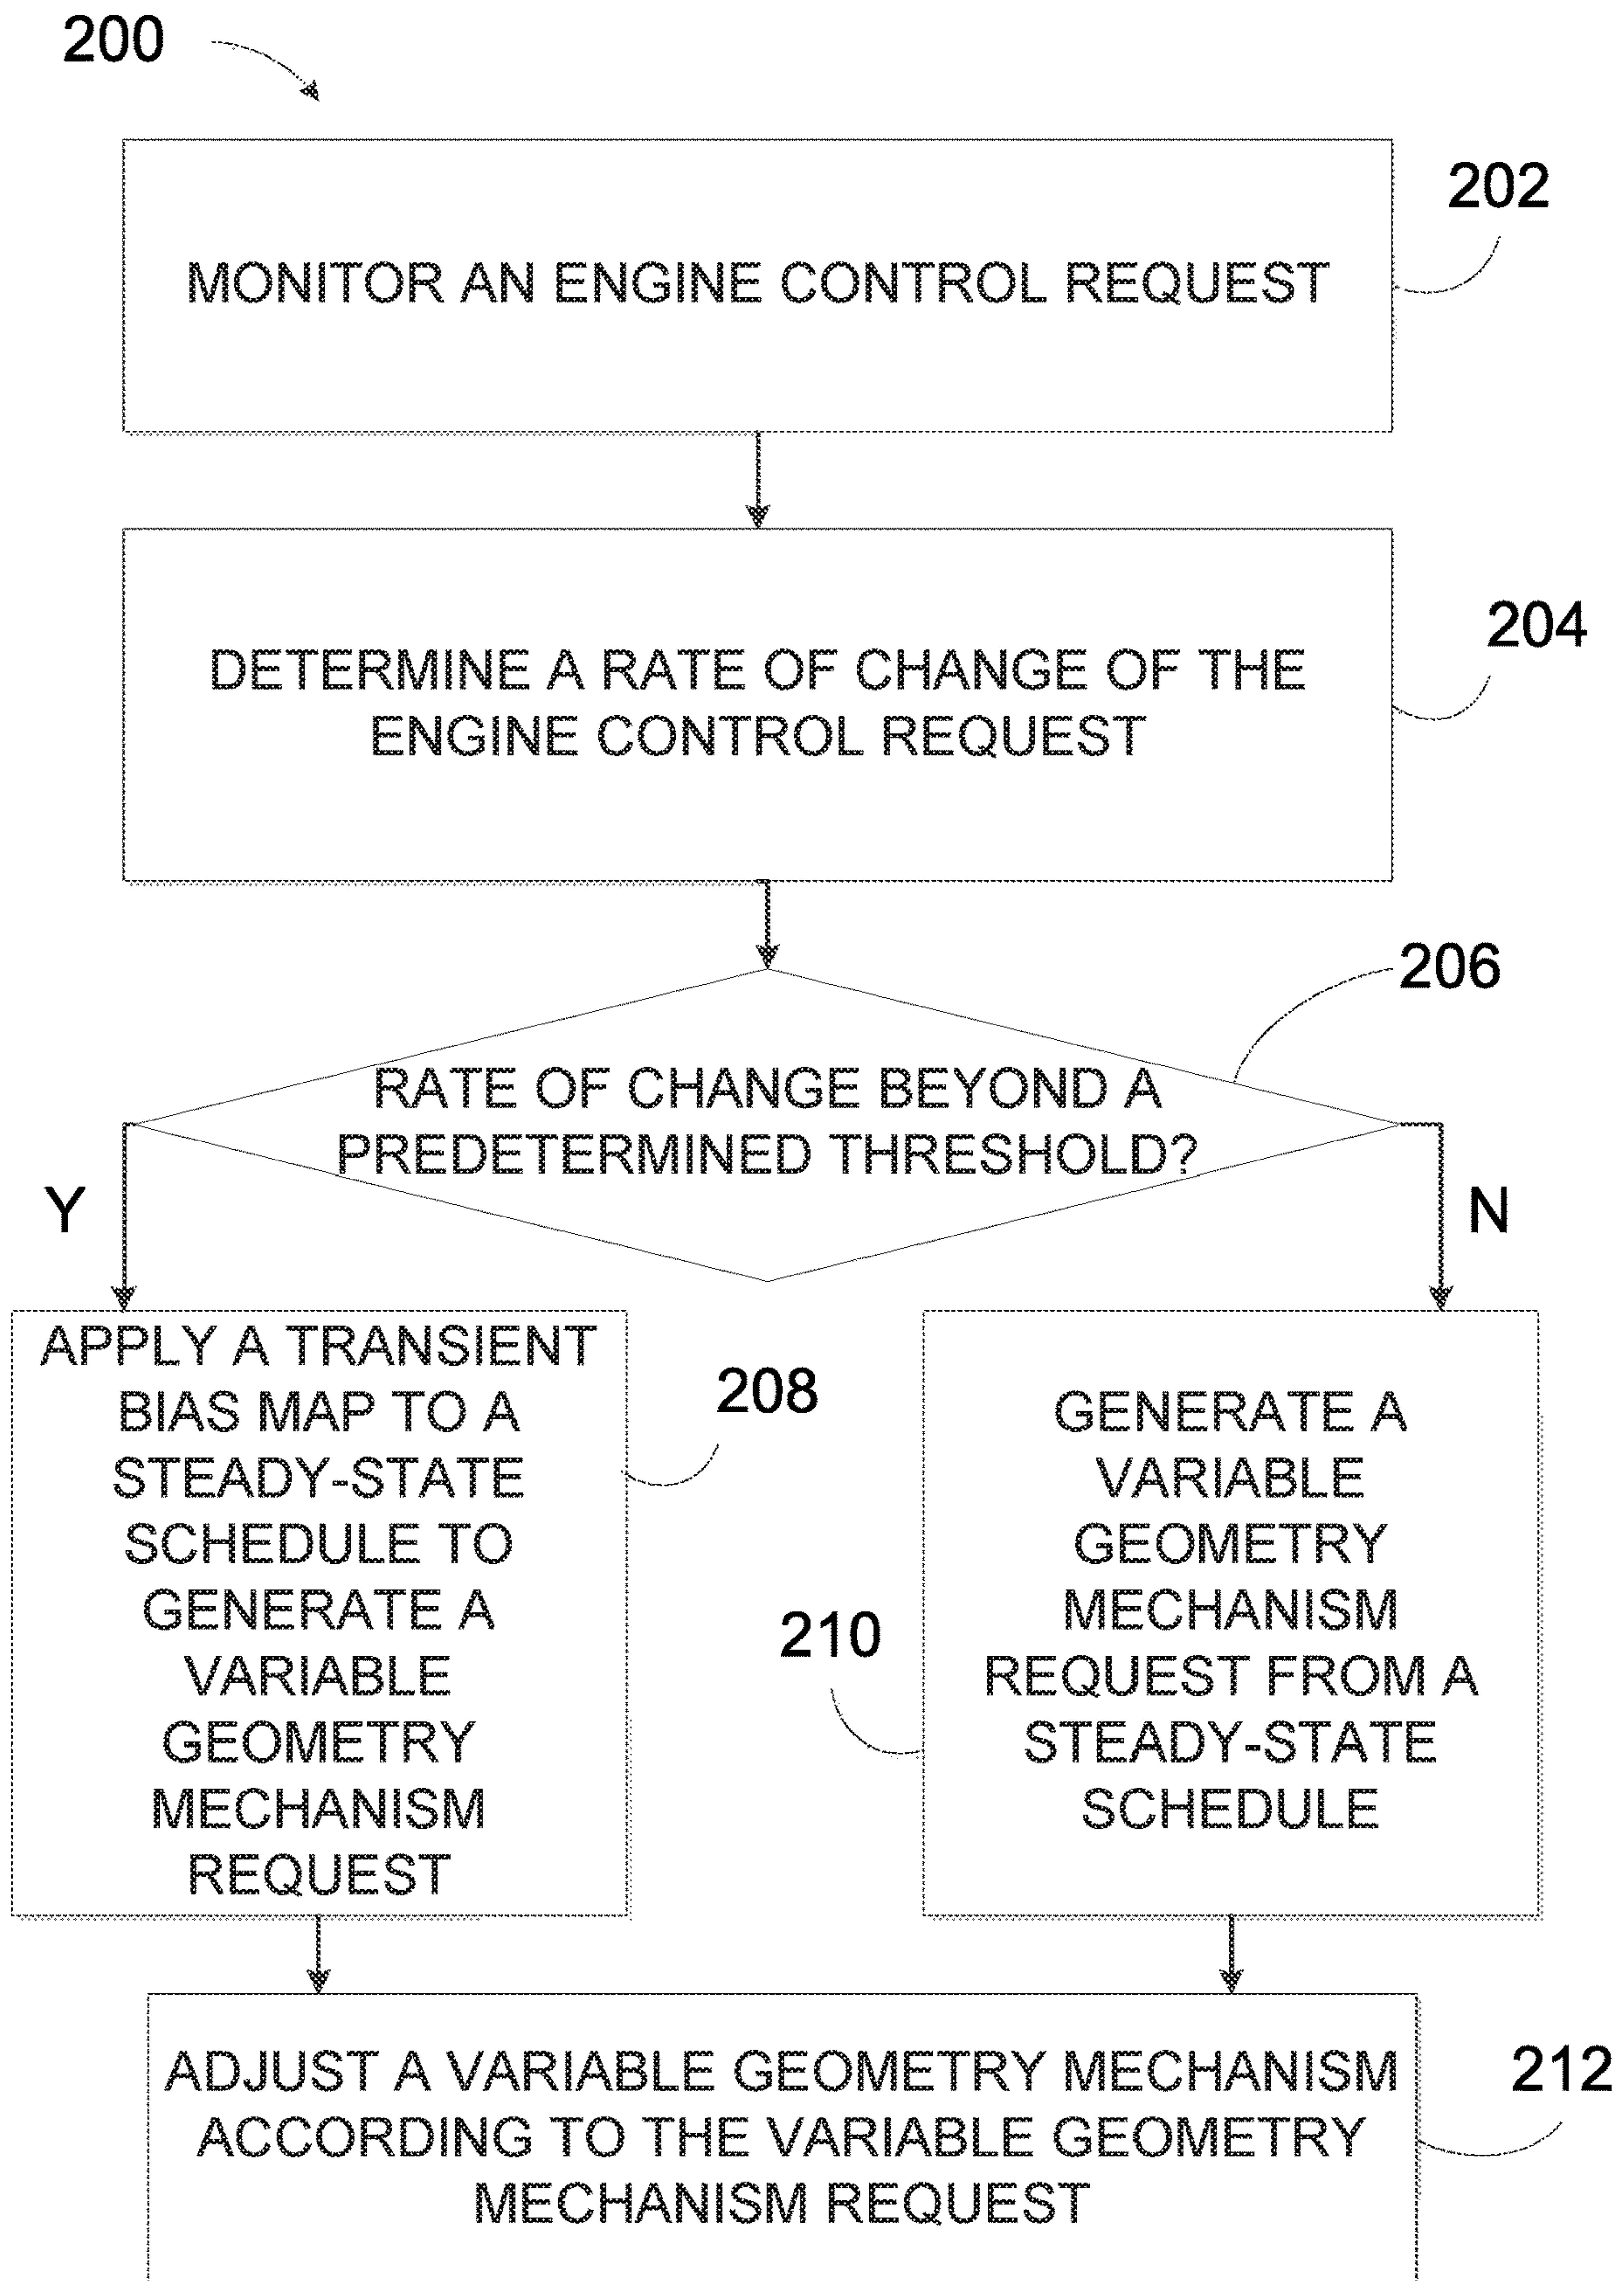 200
MONITOR AN ENGINE CONTROL REQUEST
202
DETERMINE A RATE OF CHANGE OF THE
ENGINE CONTROL REQUEST
204
206
RATE OF CHANGE BEYOND A
PREDETERMINED THRESHOLD?
Y
N
APPLY A TRANSIENT
BIAS MAP TO A
STEADY-STATE
SCHEDULE TO
GENERATE A
VARIABLE
GEOMETRY
MECHANISM
REQUEST
208
GENERATE A
VARIABLE
GEOMETRY
MECHANISM
REQUEST FROM A
STEADY-STATE
SCHEDULE
210
ADJUST A VARIABLE GEOMETRY MECHANISM
ACCORDING TO THE VARIABLE GEOMETRY
MECHANISM REQUEST
212